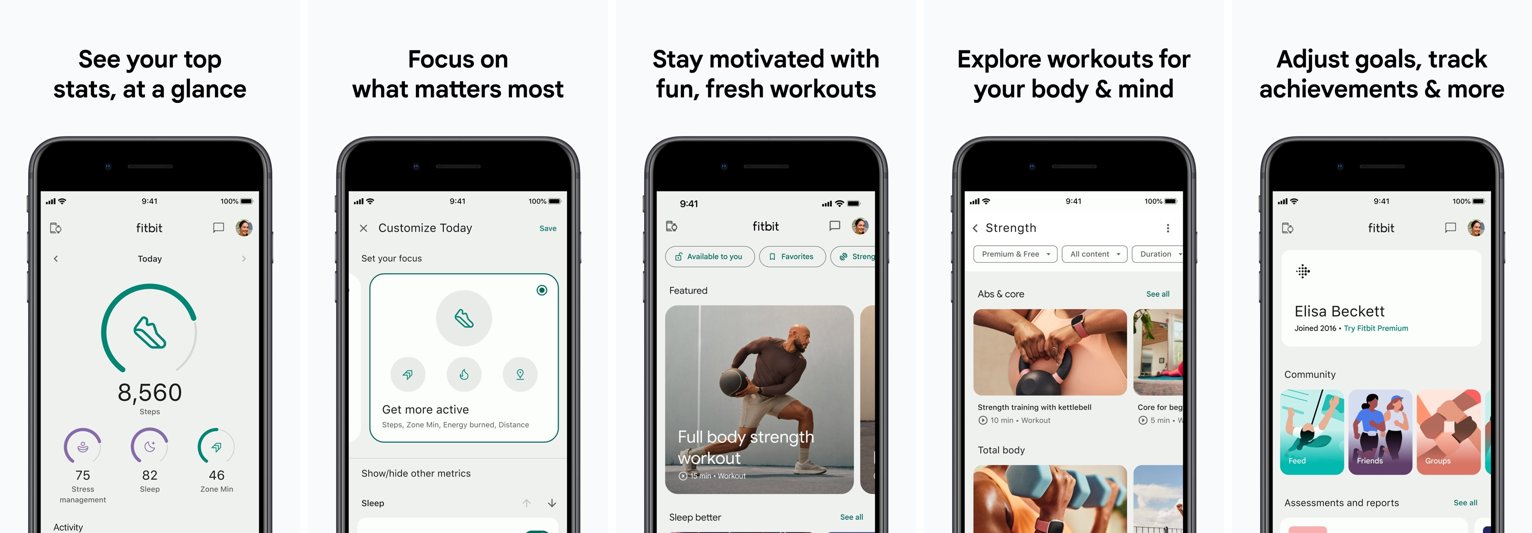 See your top
stats, at a glance
9:41
100%
fitbit
Today
8,560
Steps
75
Stress
management
82
Sleep
46
Zone Min
Activity
Focus on
what matters most
9:41
100%
Customize Today
Save
Set your focus
Get more active
Steps, Zone Min, Energy burned, Distance
Show/hide other metrics
Sleep
Stay motivated with
fun, fresh workouts
9:41
fitbit
Available to you
Favorites
Streng
Featured
Full body strength
workout
15 min • Workout
Sleep better
See all
Explore workouts for
your body & mind
9:41
100%
Strength
Premium & Free
All content
Duration
Abs & core
See all
Strength training with kettlebell
10 min • Workout
Core for beg
5 min • W
Total body
Adjust goals, track
achievements & more
9:41
100%
fitbit
Elisa Beckett
Joined 2016 • Try Fitbit Premium
Community
Feed
Friends
Groups
Assessments and reports
See all